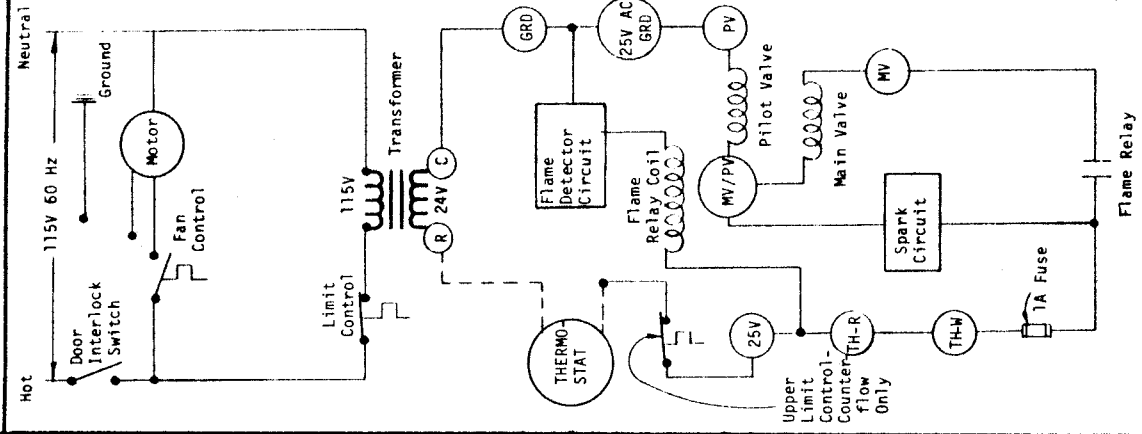 Hot
115V 60 Hz
Neutral
Door
Interlock
Switch
Ground
Motor
Fan
Control
Limit
Control
115V
Transformer
24V
R
C
GRD
THERMO-
STAT
Flame
Detector
Circuit
25V AC
GRD
Flame
Relay Coil
PV
Pilot Valve
MV/PV
Upper
Limit
Control-
Counter-
flow
Only
25V
Main Valve
MV
TH-R
Spark
Circuit
TH-W
1A Fuse
Flame Relay